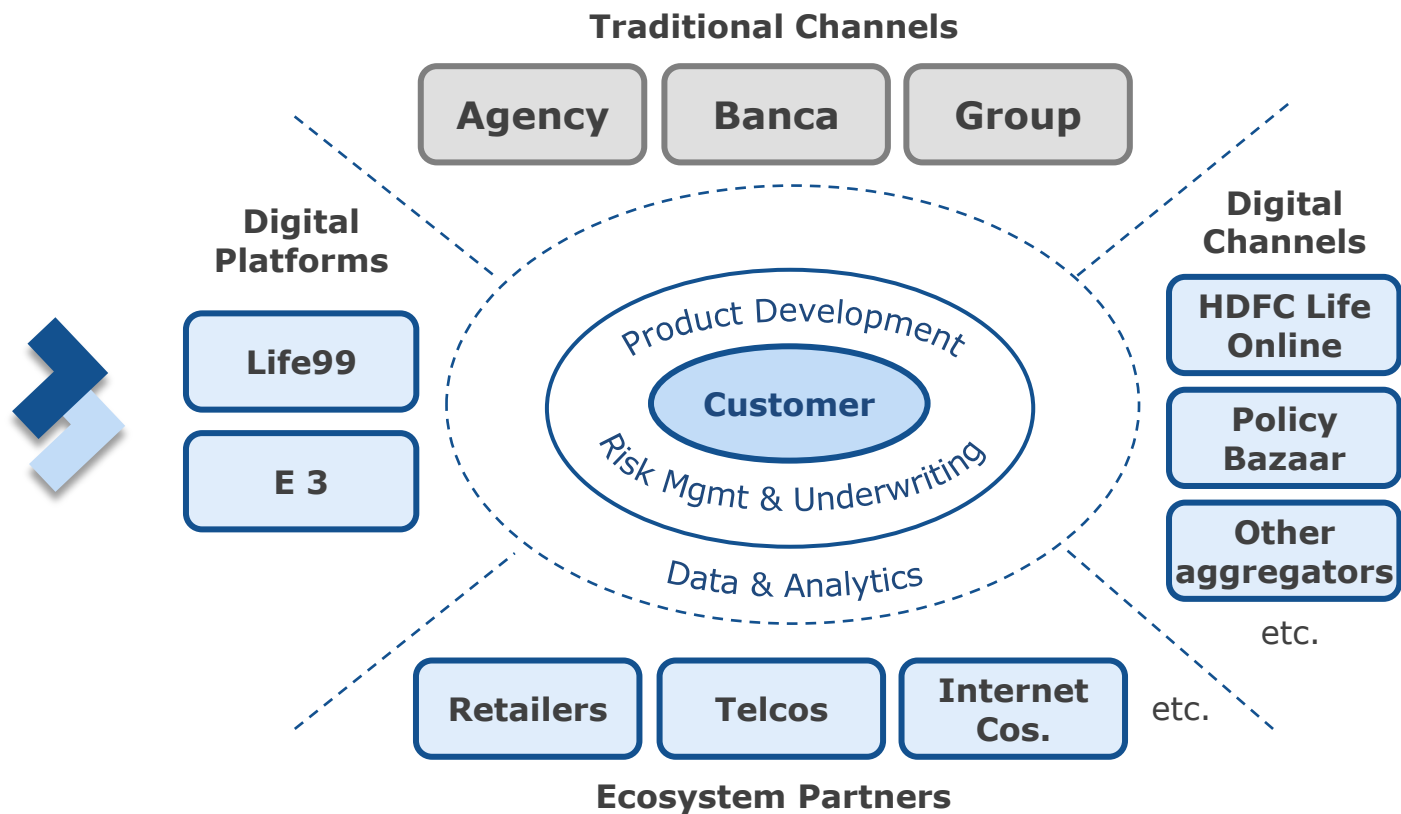 Traditional Channels
Agency
Banca
Group
Digital
Platforms
Life99
E 3
Product Development
Customer
Risk Mgmt & Underwriting
Data & Analytics
Digital
Channels
HDFC Life
Online
Policy
Bazaar
Other
aggregators
etc.
Retailers
Telcos
Internet
Cos.
etc.
Ecosystem Partners